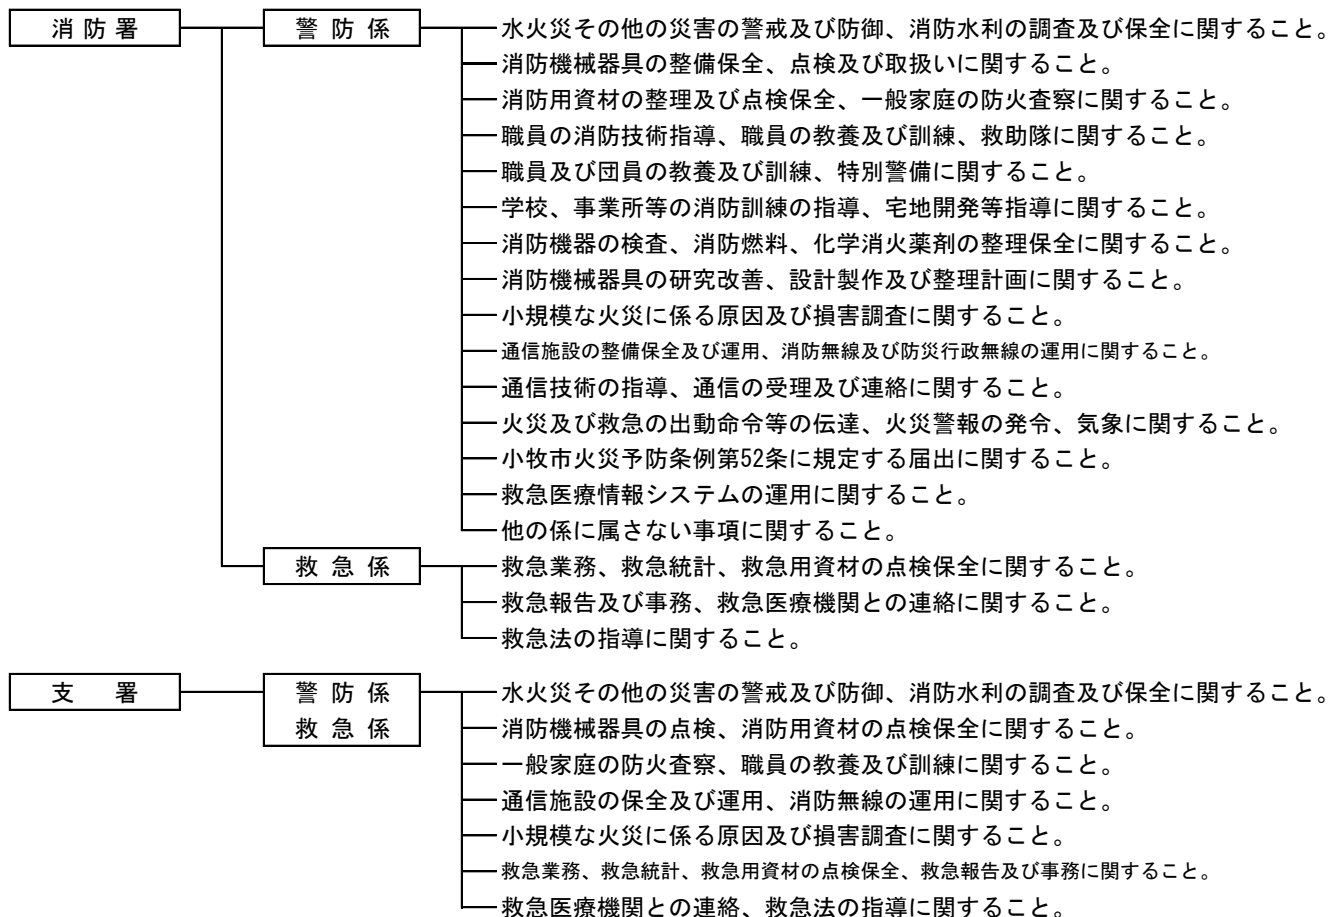 消防署 警防係 水火災その他の災害の警戒及び防御、消防水利の調査及び保全に関すること。
消防機械器具の整備保全、点検及び取扱いに関すること。
消防用資材の整理及び点検保全、一般家庭の防火査察に関すること。
職員の消防技術指導、職員の教養及び訓練、救助隊に関すること。
職員及び団員の教養及び訓練、特別警備に関すること。
学校、事業所等の消防訓練の指導、宅地開発等指導に関すること。
消防機器の検査、消防燃料、化学消火薬剤の整理保全に関すること。
消防機械器具の研究改善、設計製作及び整理計画に関すること。
小規模な火災に係る原因及び損害調査に関すること。
通信施設の整備保全及び運用、消防無線及び防災行政無線の運用に関すること。
通信技術の指導、通信の受理及び連絡に関すること。
火災及び救急の出動命令等の伝達、火災警報の発令、気象に関すること。
小牧市火災予防条例第52条に規定する届出に関すること。
救急医療情報システムの運用に関すること。
他の係に属さない事項に関すること。
救急係 救急業務、救急統計、救急用資材の点検保全に関すること。
救急報告及び事務、救急医療機関との連絡に関すること。
救急法の指導に関すること。
支署 警防係 水火災その他の災害の警戒及び防御、消防水利の調査及び保全に関すること。
救急係 消防機械器具の点検、消防用資材の点検保全に関すること。
一般家庭の防火査察、職員の教養及び訓練に関すること。
通信施設の保全及び運用、消防無線の運用に関すること。
小規模な火災に係る原因及び損害調査に関すること。
救急業務、救急統計、救急用資材の点検保全、救急報告及び事務に関すること。
救急医療機関との連絡、救急法の指導に関すること。